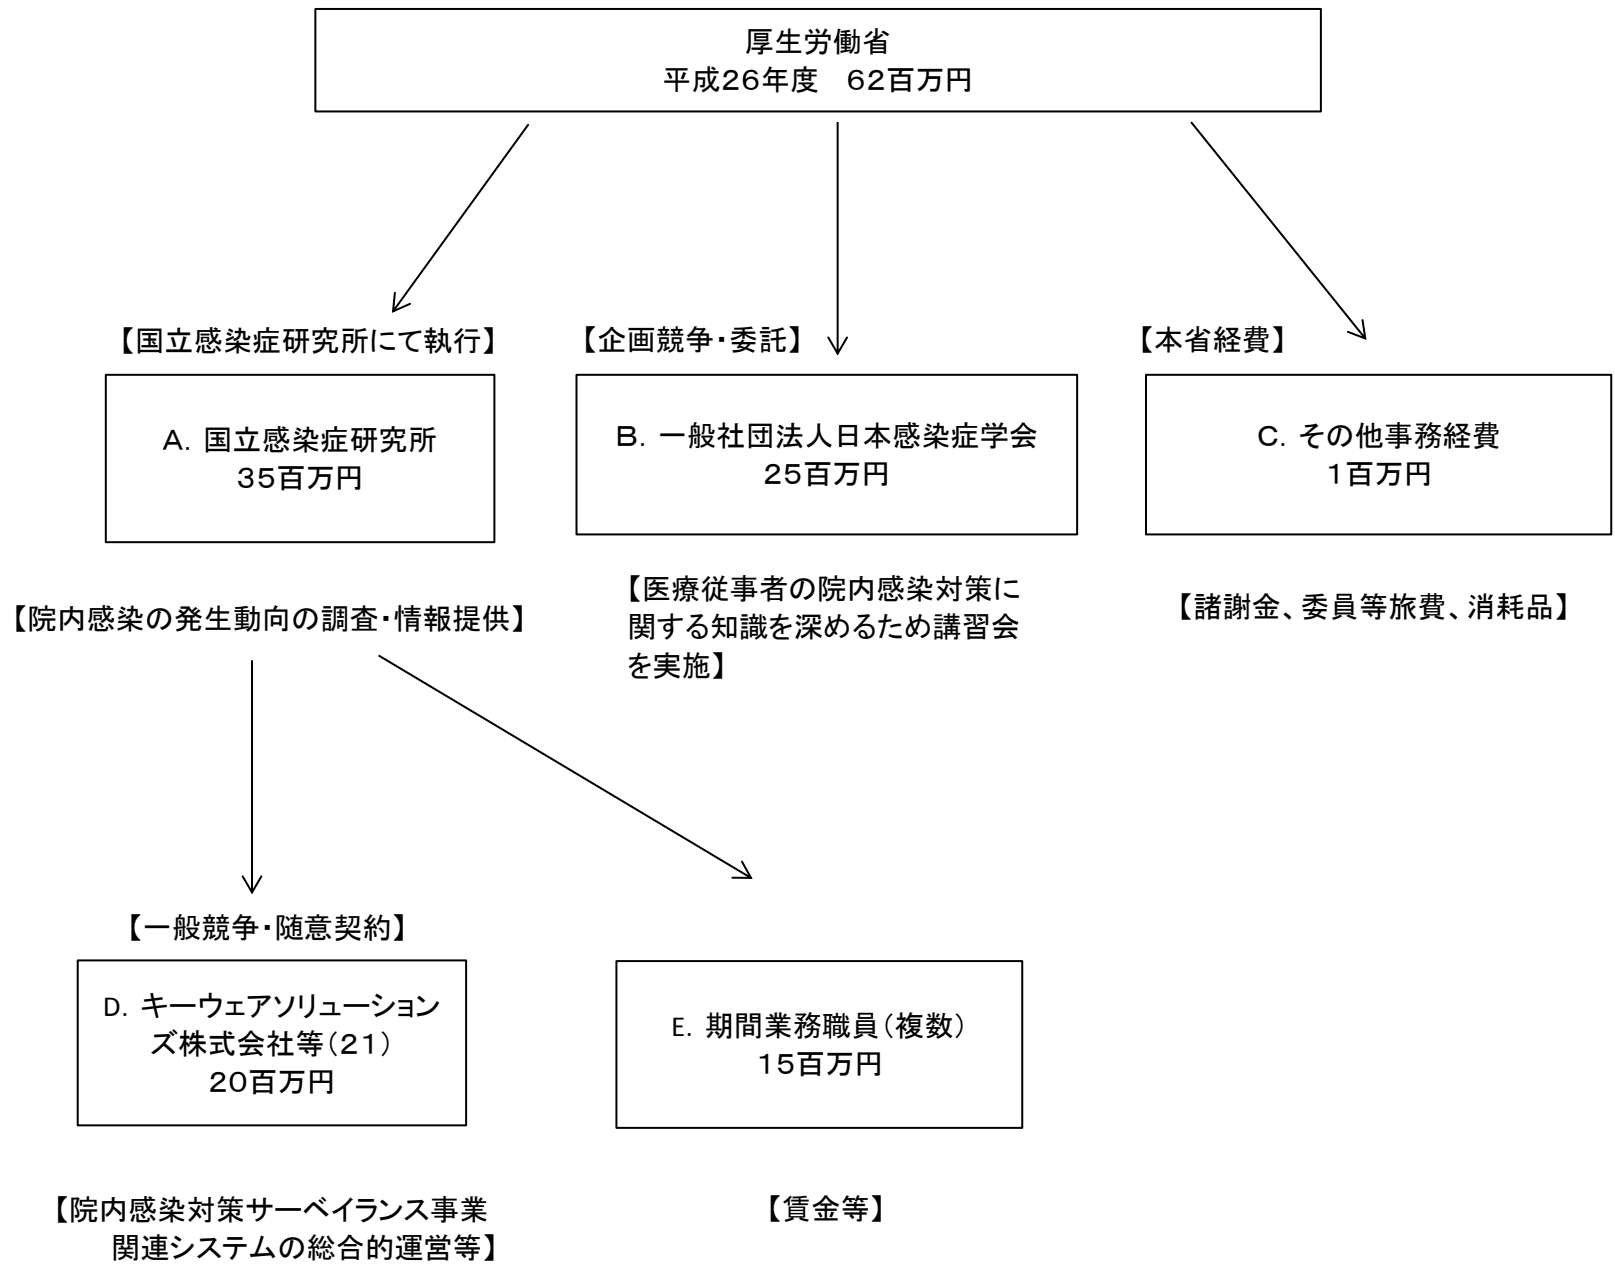 厚生労働省
平成26年度　62百万円
【国立感染症研究所にて執行】
【企画競争・委託】
【本省経費】
A．国立感染症研究所
35百万円
B．一般社団法人日本感染症学会
25百万円
C．その他事務経費
1百万円
【院内感染の発生動向の調査・情報提供】
【医療従事者の院内感染対策に
関する知識を深めるため講習会
を実施】
【諸謝金、委員等旅費、消耗品】
【一般競争・随意契約】
D．キーウェアソリューション
ズ株式会社等（21）
20百万円
E．期間業務職員（複数）
15百万円
【院内感染対策サーベイランス事業
関連システムの総合的運営等】
【賃金等】